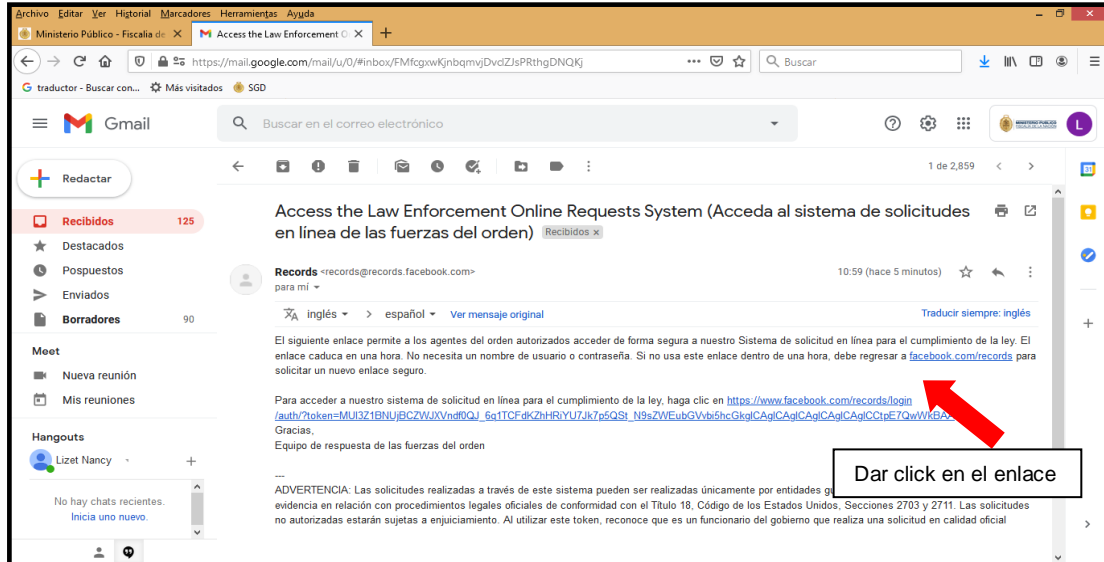 Archivo Editar Ver Historial Marcadores Herramientas Ayuda
Ministerio Público - Fiscalia de
Access the Law Enforcement O
https://mail.google.com/mail/u/0/#inbox/FMfcgxwKjnbqmvjDvclZJsPRthgDNQKj
Buscar
traductor - Buscar con... Más visitados SGD
Gmail
Buscar en el correo electrónico
MINISTERIO PUBLICO
L
Redactar
1 de 2,859
31
Recibidos 125
Destacados
Pospuestos
Enviados
Borradores 90
Meet
Nueva reunión
Mis reuniones
Hangouts
Lizet Nancy
No hay chats recientes.
Inicia uno nuevo.
Access the Law Enforcement Online Requests System (Acceda al sistema de solicitudes
en línea de las fuerzas del orden) Recibidos x
Records <records@records.facebook.com>
10:59 (hace 5 minutos)
para mí
inglés > español Ver mensaje original
Traducir siempre: inglés
El siguiente enlace permite a los agentes del orden autorizados acceder de forma segura a nuestro Sistema de solicitud en línea para el cumplimiento de la ley. El
enlace caduca en una hora. No necesita un nombre de usuario o contraseña. Si no usa este enlace dentro de una hora, debe regresar a facebook.com/records para
solicitar un nuevo enlace seguro.
Para acceder a nuestro sistema de solicitud en línea para el cumplimiento de la ley, haga clic en https://www.facebook.com/records/login
Gracias,
Equipo de respuesta de las fuerzas del orden
---
ADVERTENCIA: Las solicitudes realizadas a través de este sistema pueden ser realizadas únicamente por entidades
evidencia en relación con procedimientos legales oficiales de conformidad con el Título 18, Código de los Estados Unidos, Secciones 2703 y 2711. Las solicitudes
no autorizadas estarán sujetas a enjuiciamiento. Al utilizar este token, reconoce que es un funcionario del gobierno que realiza una solicitud en calidad oficial
Dar click en el enlace